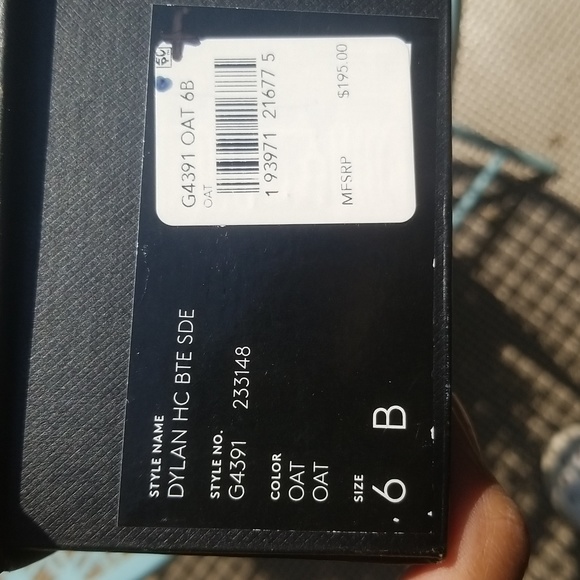 G4391 OAT 6B
OAT
1 93971 21677 5
MFSRP $195.00
STYLE NAME
DYLAN HC BTE SDE
STYLE NO.
G4391 233148
COLOR
OAT
OAT
SIZE
6 B